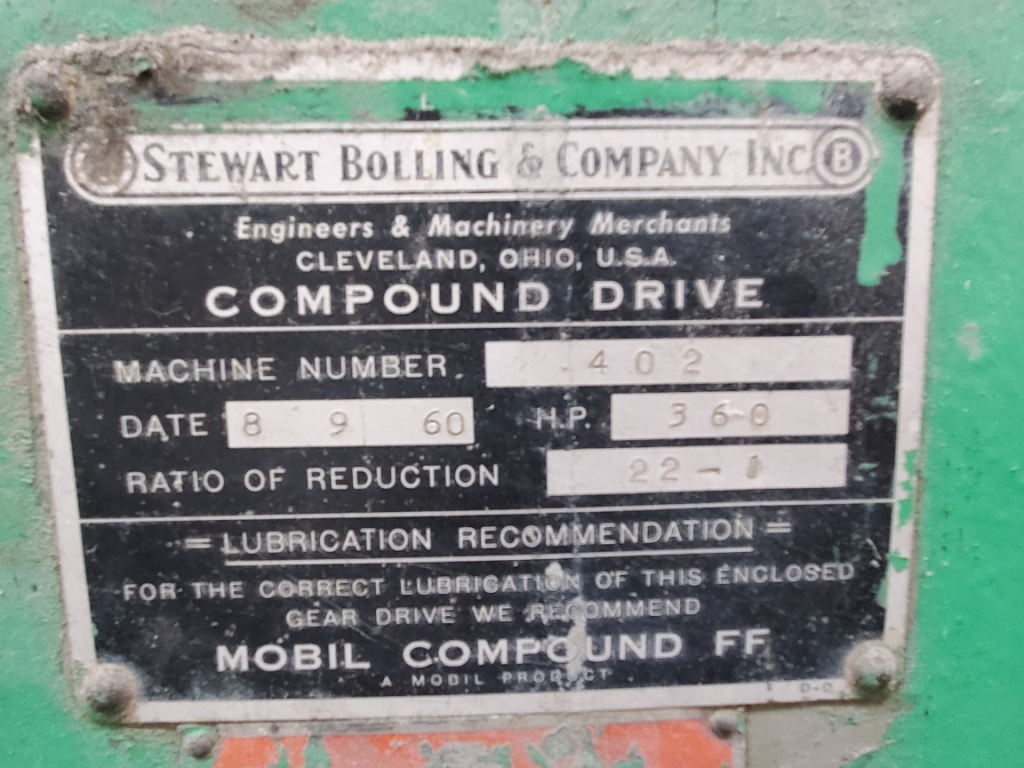 STEWART BOLLING & COMPANY INC. B
Engineers & Machinery Merchants
CLEVELAND, OHIO, U.S.A.
COMPOUND DRIVE
MACHINE NUMBER 402
DATE 8 9 60 H.P. 360
RATIO OF REDUCTION 22-1
= LUBRICATION RECOMMENDATION =
FOR THE CORRECT LUBRICATION OF THIS ENCLOSED
GEAR DRIVE WE RECOMMEND
MOBIL COMPOUND FF
A MOBIL PRODUCT